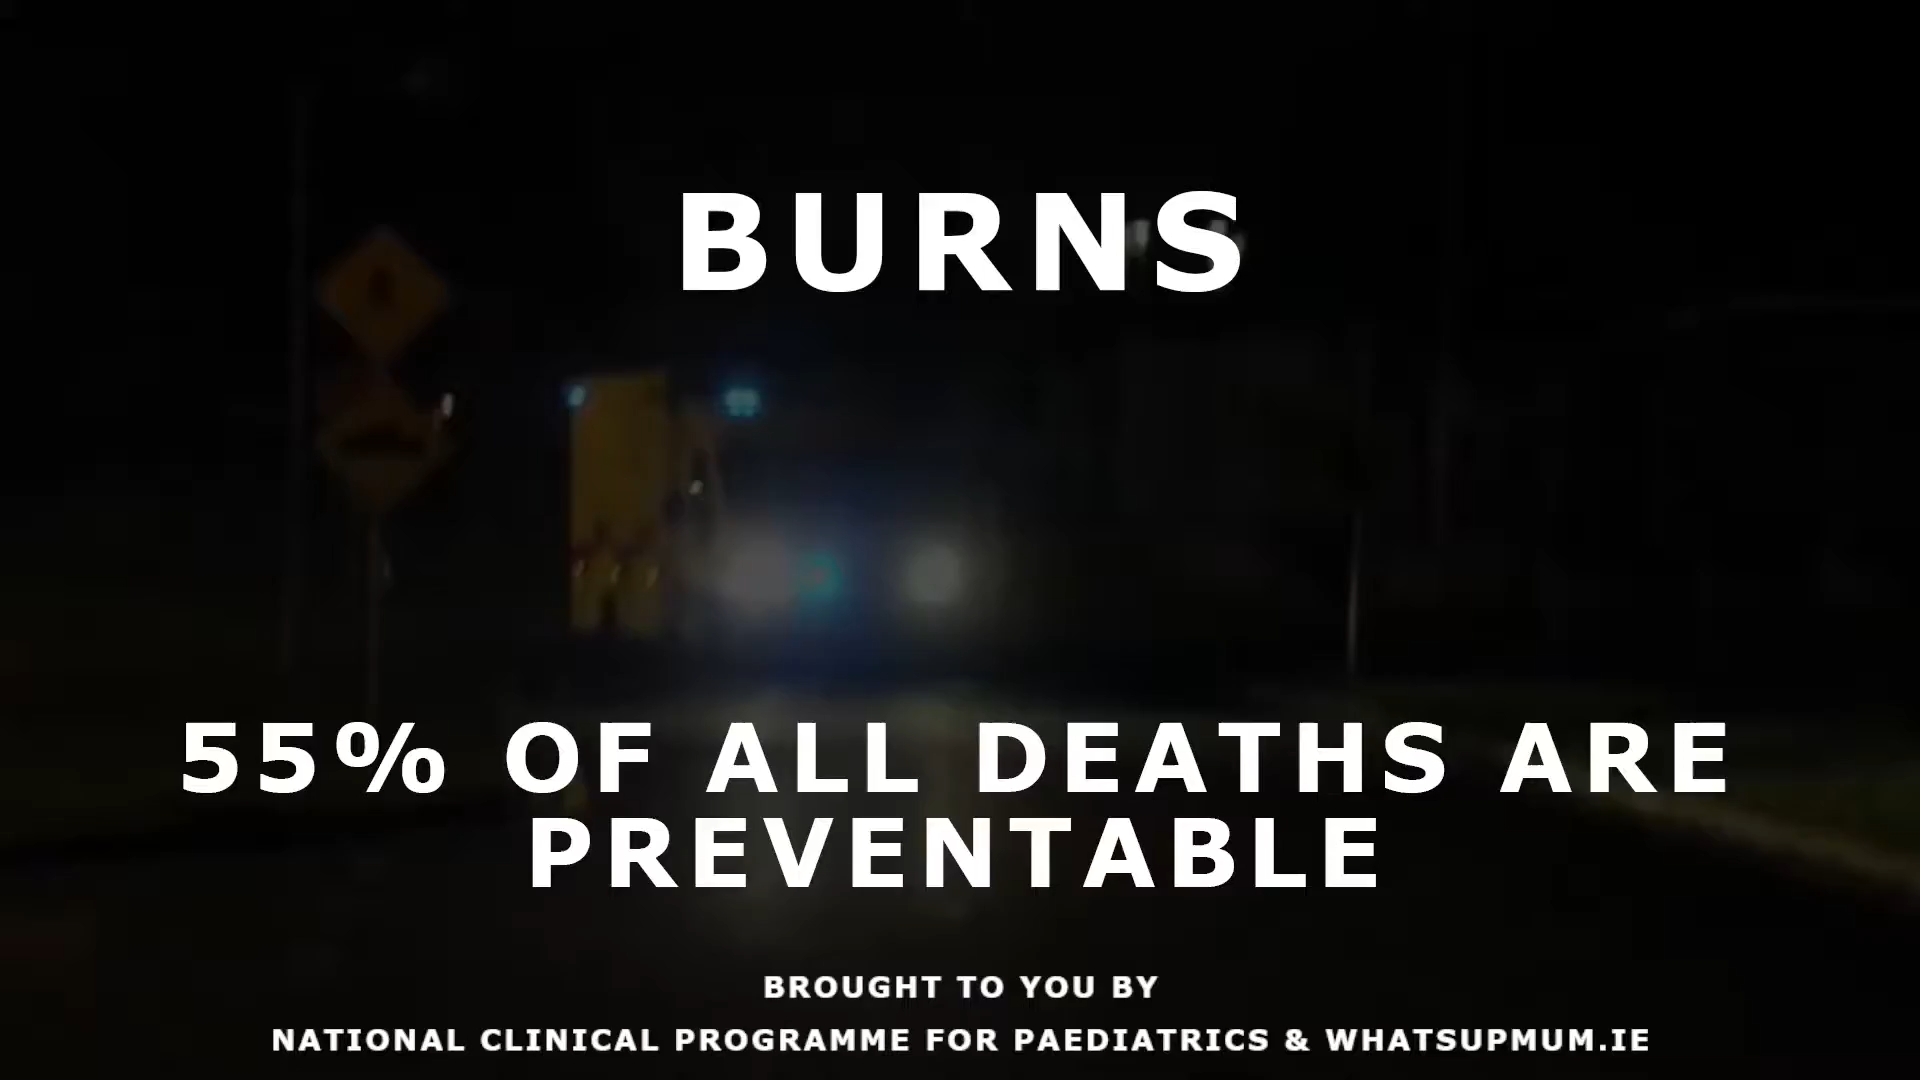 BURNS
55% OF ALL DEATHS ARE
PREVENTABLE
BROUGHT TO YOU BY
NATIONAL CLINICAL PROGRAMME FOR PAEDIATRICS & WHATSUPMUM.IE